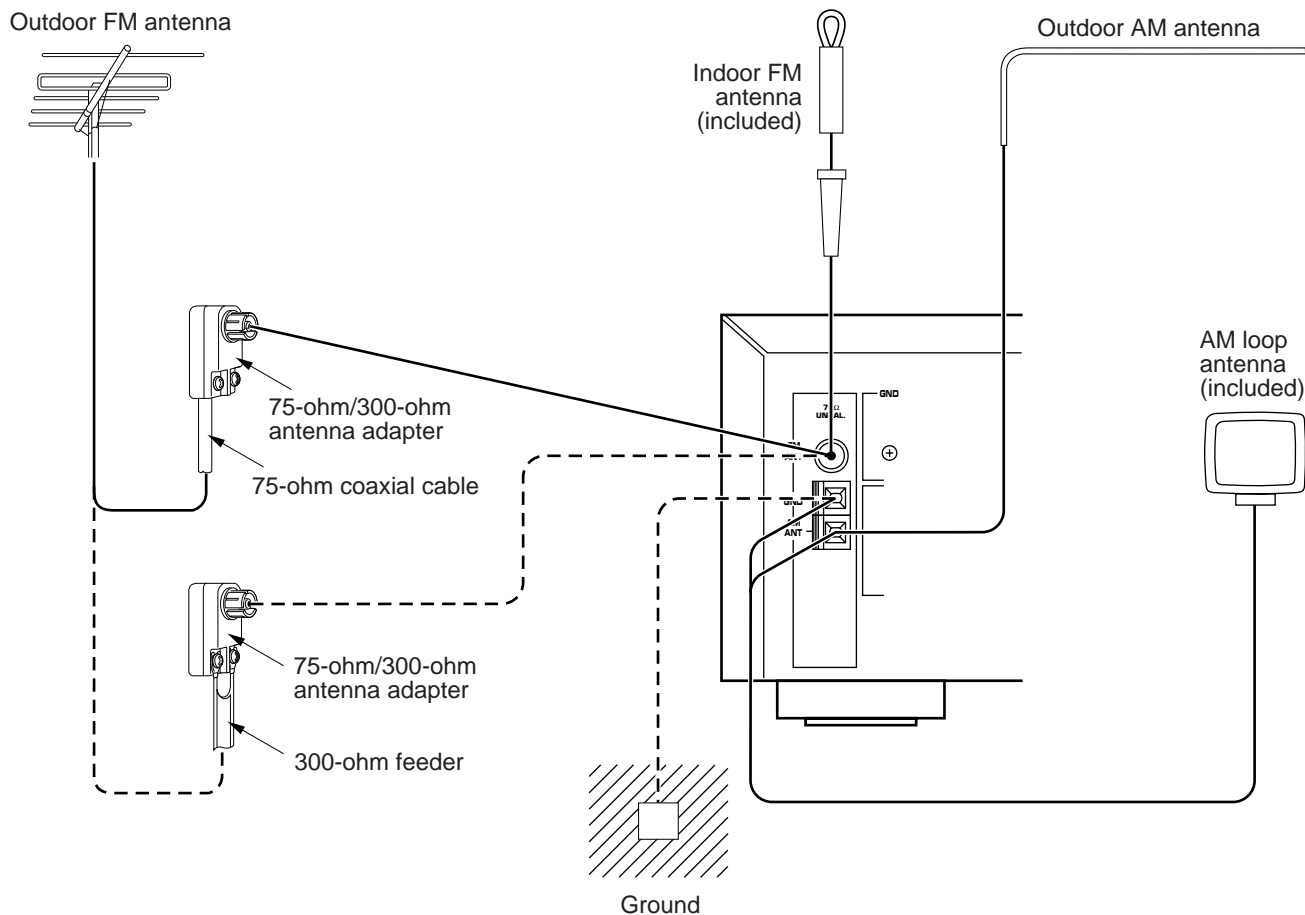 Outdoor FM antenna
Indoor FM
antenna
(included)
Outdoor AM antenna
AM loop
antenna
(included)
75-ohm/300-ohm
antenna adapter
75-ohm coaxial cable
GND
GND
ANT
75-ohm/300-ohm
antenna adapter
300-ohm feeder
Ground